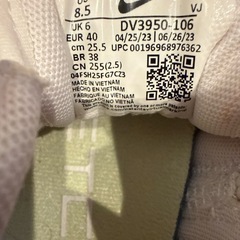 US
8.5
VJ
UK 6 DV3950-106
EUR 40 04/25/23 06/26/23
cm 25.5 UPC 00196968976362
BR 38
CN 255(2.5)
04FSH25FG7CZ3
MADE IN VIETNAM
HECHO EN VIETNAM
FABRIQUÉ AU VIETNAM
FABRICADO NO VIETNÃ